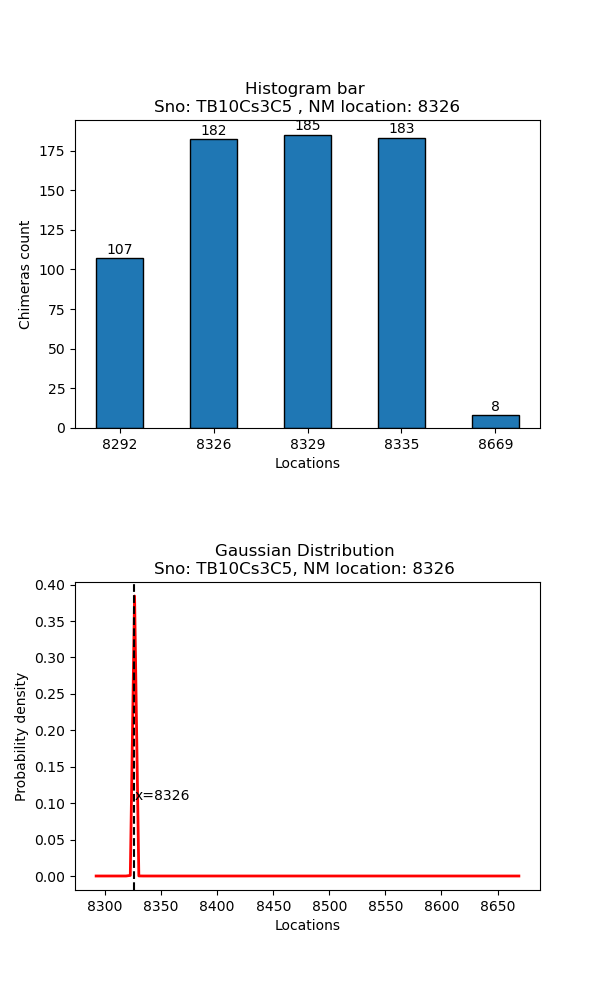 Histogram bar
Sno: TB10Cs3C5 , NM location: 8326
Chimeras count
175
150
125
100
75
50
25
0
107
182
185
183
8
8292 8326 8329 8335 8669
Locations
Gaussian Distribution
Sno: TB10Cs3C5, NM location: 8326
Probability density
0.40
0.35
0.30
0.25
0.20
0.15
0.10
0.05
0.00
x=8326
8300 8350 8400 8450 8500 8550 8600 8650
Locations